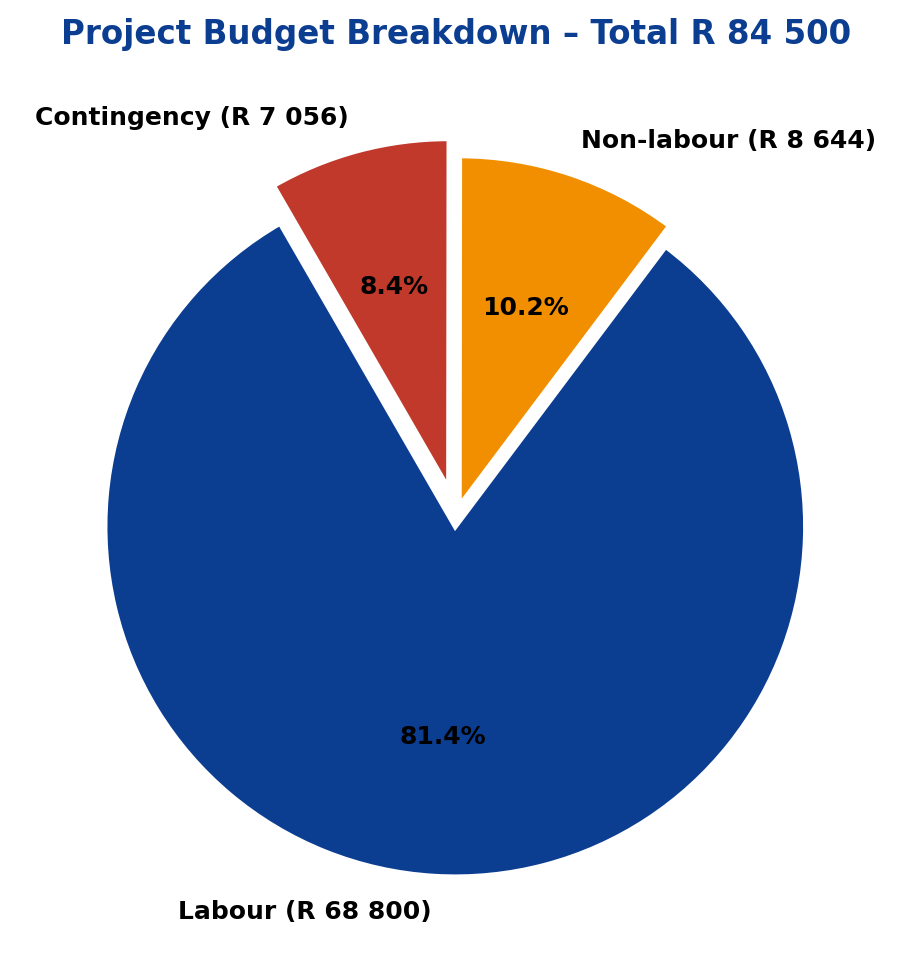 Project Budget Breakdown – Total R 84 500
Contingency (R 7 056)
Non-labour (R 8 644)
8.4%
10.2%
81.4%
Labour (R 68 800)